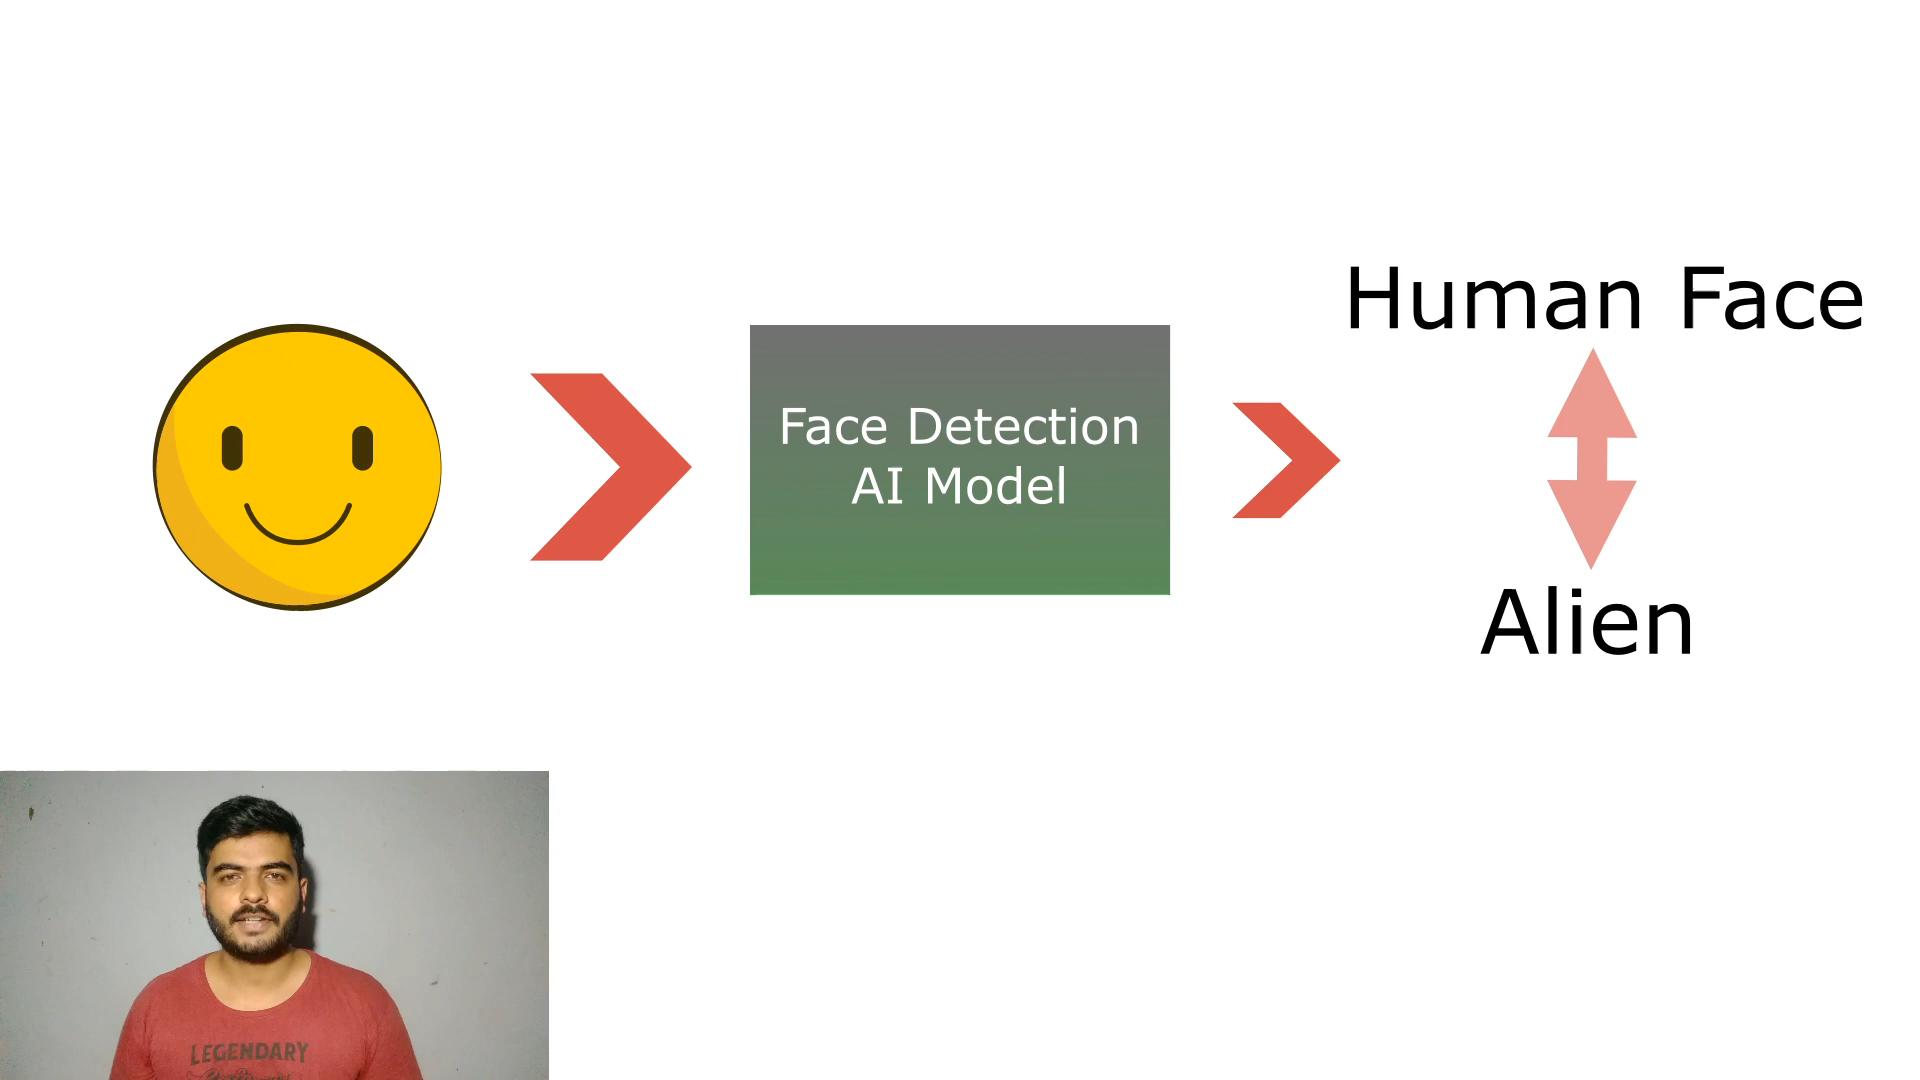 Human Face
Face Detection
AI Model
Alien
LEGENDARY